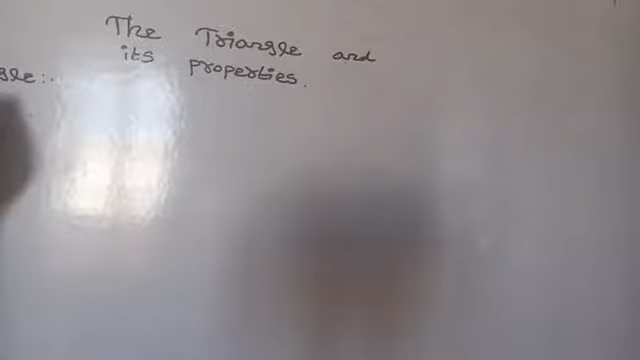 The Triangle and
its properties.
gle:-